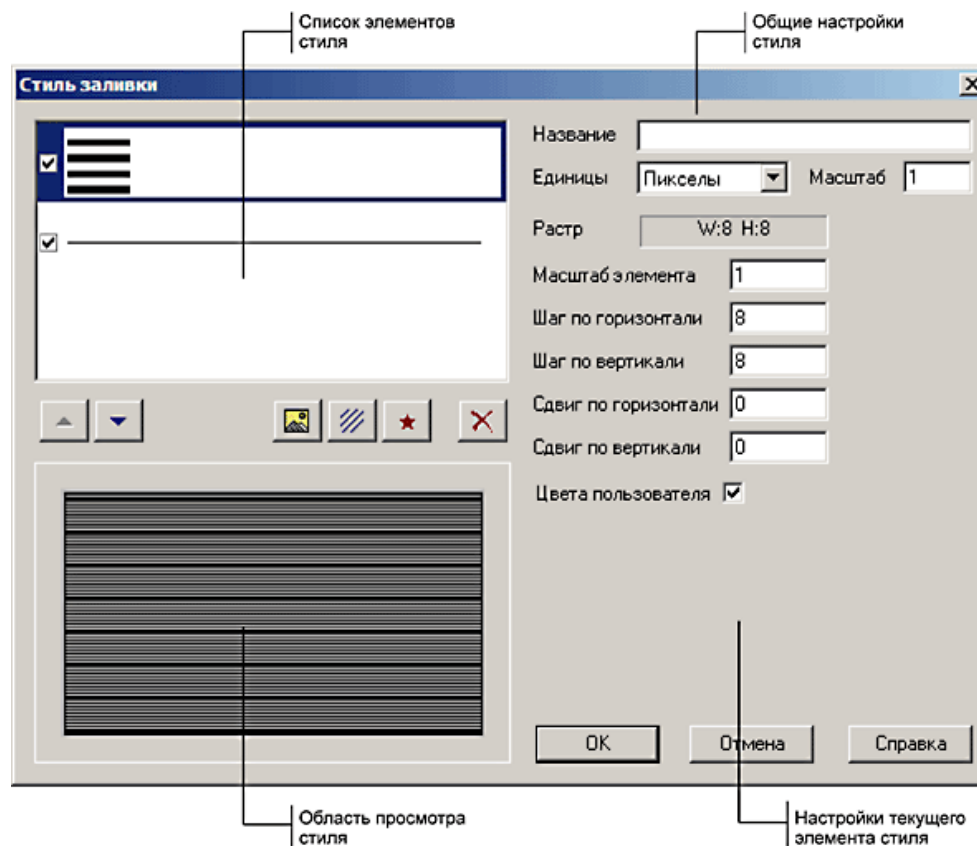 Список элементов
стиля
Общие настройки
стиля
Стиль заливки
Название
Единицы Пикселы Масштаб 1
Растр W:8 H:8
Масштаб элемента 1
Шаг по горизонтали 8
Шаг по вертикали 8
Сдвиг по горизонтали 0
Сдвиг по вертикали 0
Цвета пользователя
OK Отмена Справка
Область просмотра
стиля
Настройки текущего
элемента стиля